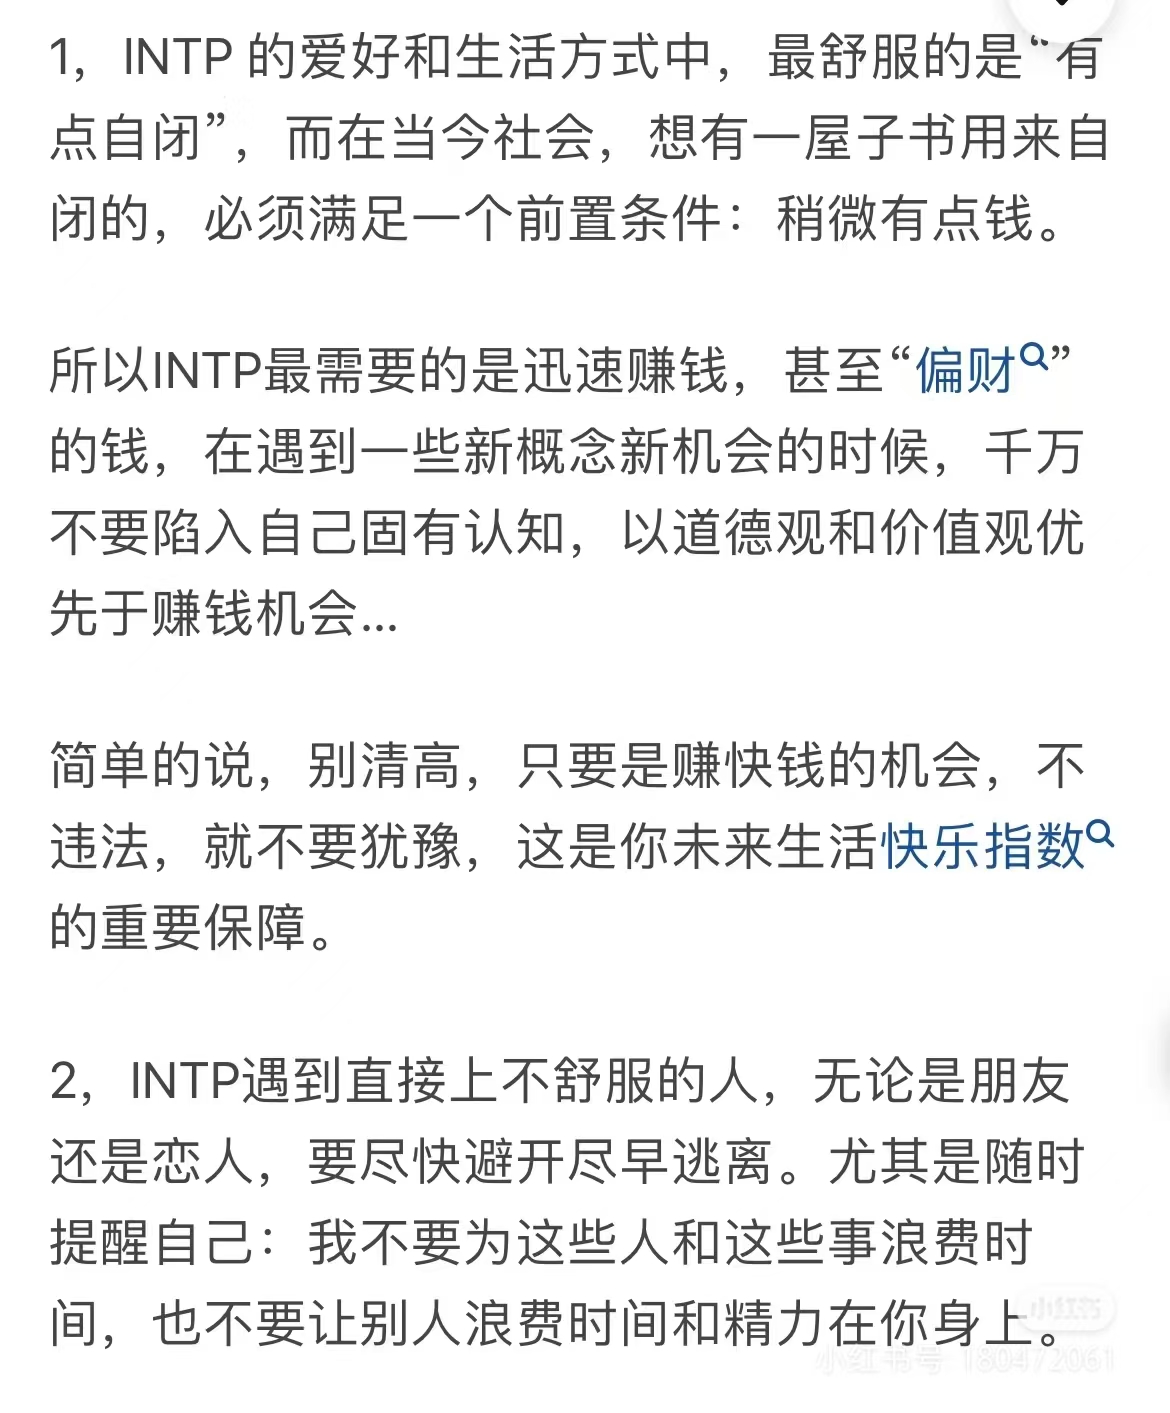 1，INTP 的爱好和生活方式中，最舒服的是“有
点自闭”，而在当今社会，想有一屋子书用来自
闭的，必须满足一个前置条件：稍微有点钱。
所以INTP最需要的是迅速赚钱，甚至“偏财”
的钱，在遇到一些新概念新机会的时候，千万
不要陷入自己固有认知，以道德观和价值观优
先于赚钱机会...
简单的说，别清高，只要是赚快钱的机会，不
违法，就不要犹豫，这是你未来生活快乐指数
的重要保障。
2，INTP遇到直接上不舒服的人，无论是朋友
还是恋人，要尽快避开尽早逃离。尤其是随时
提醒自己：我不要为这些人和这些事浪费时
间，也不要让别人浪费时间和精力在你身上。
小红书
小红书号 180472061